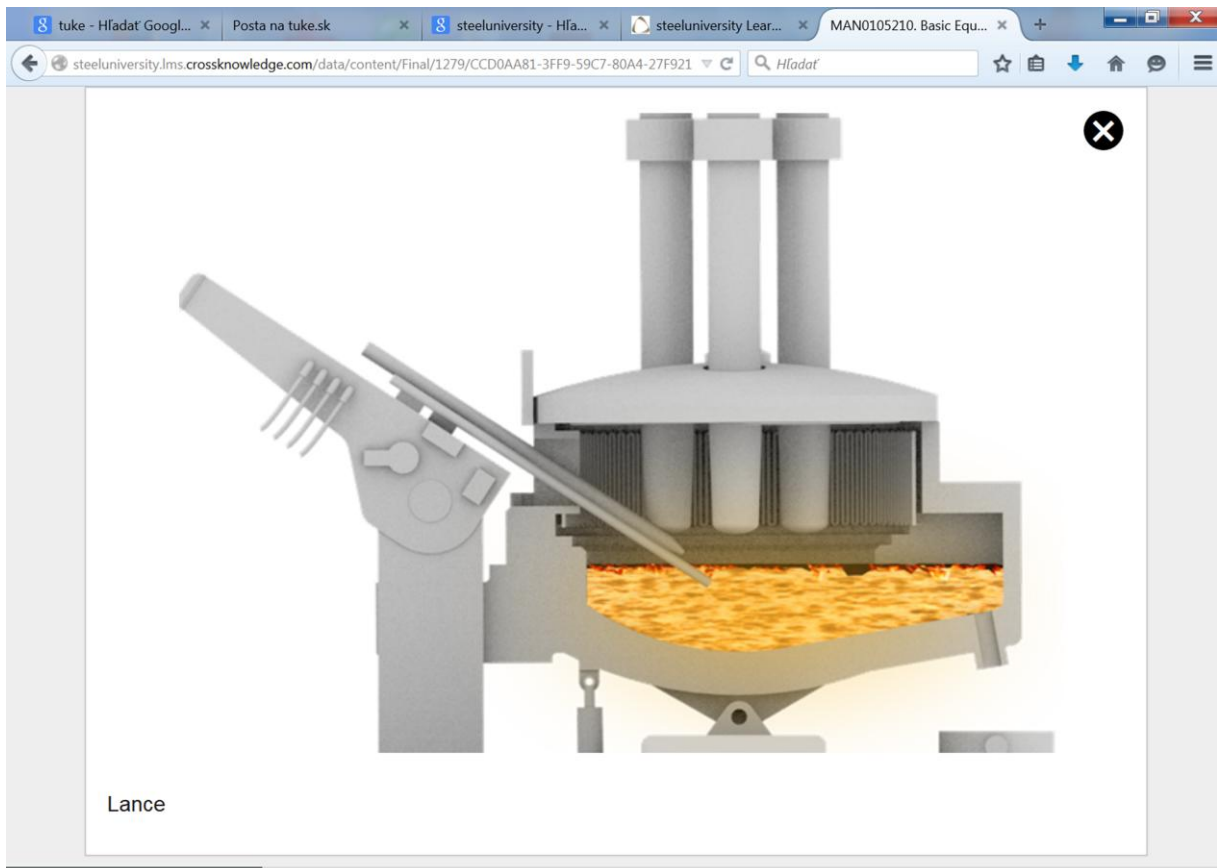 tuke - Hľadať Googl...
Posta na tuke.sk
steeluniversity - Hľa...
steeluniversity Lear...
MAN0105210. Basic Equ...
steeluniversity.lms.crossknowledge.com/data/content/Final/1279/CCD0AA81-3FF9-59C7-80A4-27F921
Hľadať
Lance